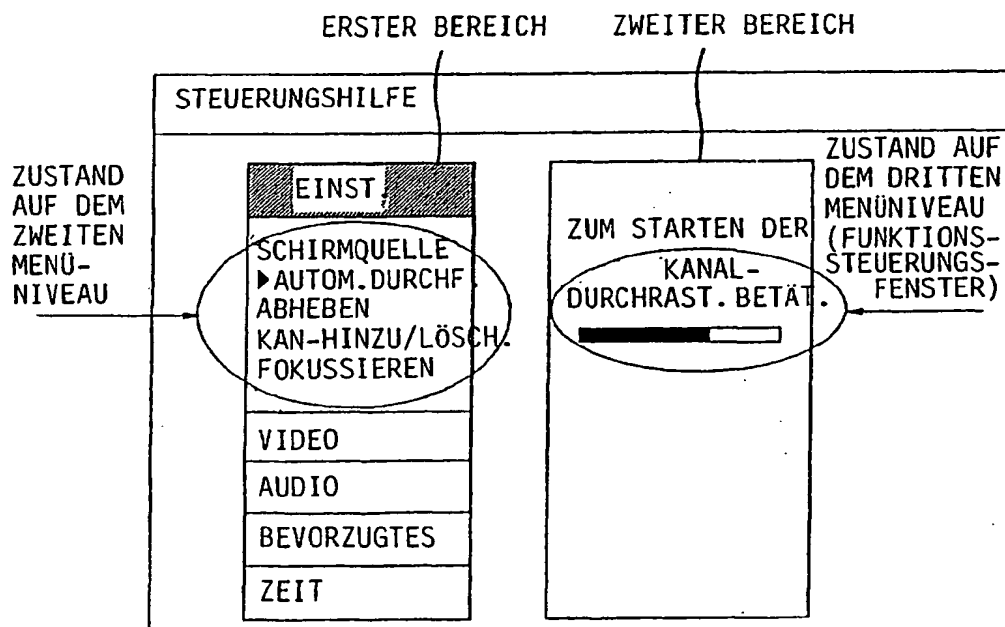 ERSTER BEREICH
ZWEITER BEREICH
STEUERUNGSHILFE
ZUSTAND
AUF DEM
ZWEITEN
MENÜ-
NIVEAU
EINST.
SCHIRMQUELLE
▶AUTOM.DURCHF.
ABHEBEN
KAN-HINZU/LÖSCH.
FOKUSSIEREN
VIDEO
AUDIO
BEVORZUGTES
ZEIT
ZUM STARTEN DER
KANAL-
DURCHRAST.BETÄT.
ZUSTAND AUF
DEM DRITTEN
MENÜNIVEAU
(FUNKTIONS-
STEUERUNGS-
FENSTER)